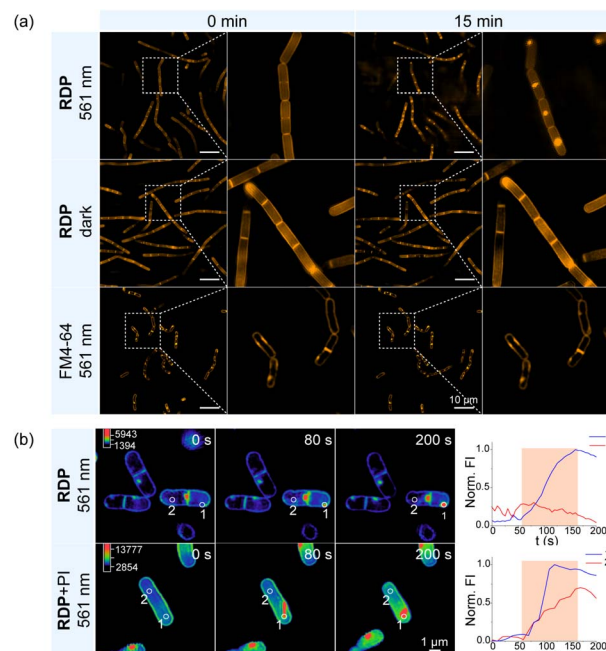 (a)
0 min
15 min
RDP
561 nm
RDP
dark
FM4-64
561 nm
10 μm
(b)
RDP
561 nm
5943
1394
0 s
80 s
200 s
2
1
2
1
2
1
Norm. FI
1.0
0.5
0.0
0
50
100
150
200
t (s)
1
2
RDP+PI
561 nm
13777
2854
0 s
80 s
200 s
2
1
2
1
2
1
1 μm
Norm. FI
1.0
0.5
0
0
50
100
150
200